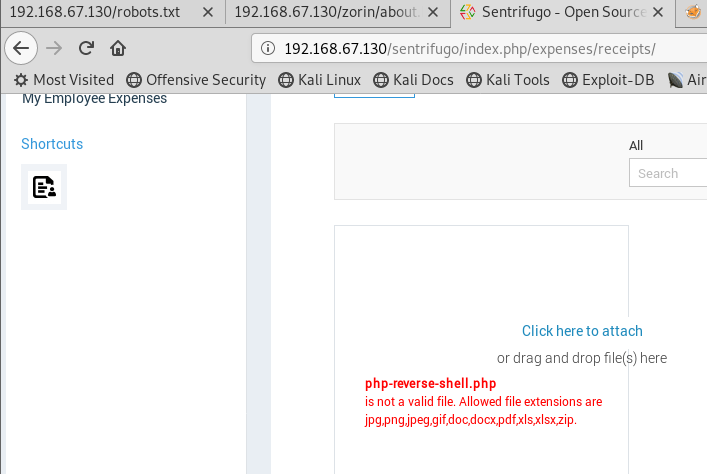 192.168.67.130/robots.txt
192.168.67.130/zorin/about
Sentrifugo - Open Source
192.168.67.130/sentrifugo/index.php/expenses/receipts/
Most Visited
Offensive Security
Kali Linux
Kali Docs
Kali Tools
Exploit-DB
Air
My Employee Expenses
Shortcuts
All
Search
Click here to attach
or drag and drop file(s) here
php-reverse-shell.php
is not a valid file. Allowed file extensions are
jpg,png,jpeg,gif,doc,docx,pdf,xls,xlsx,zip.